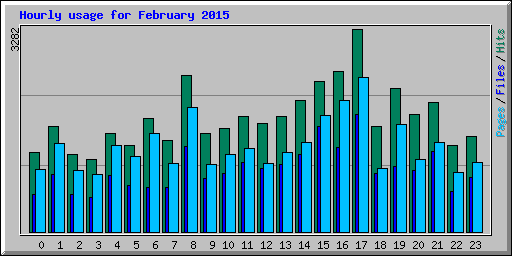 Hourly usage for February 2015
3282
Pages / Files / Hits
0 1 2 3 4 5 6 7 8 9 10 11 12 13 14 15 16 17 18 19 20 21 22 23